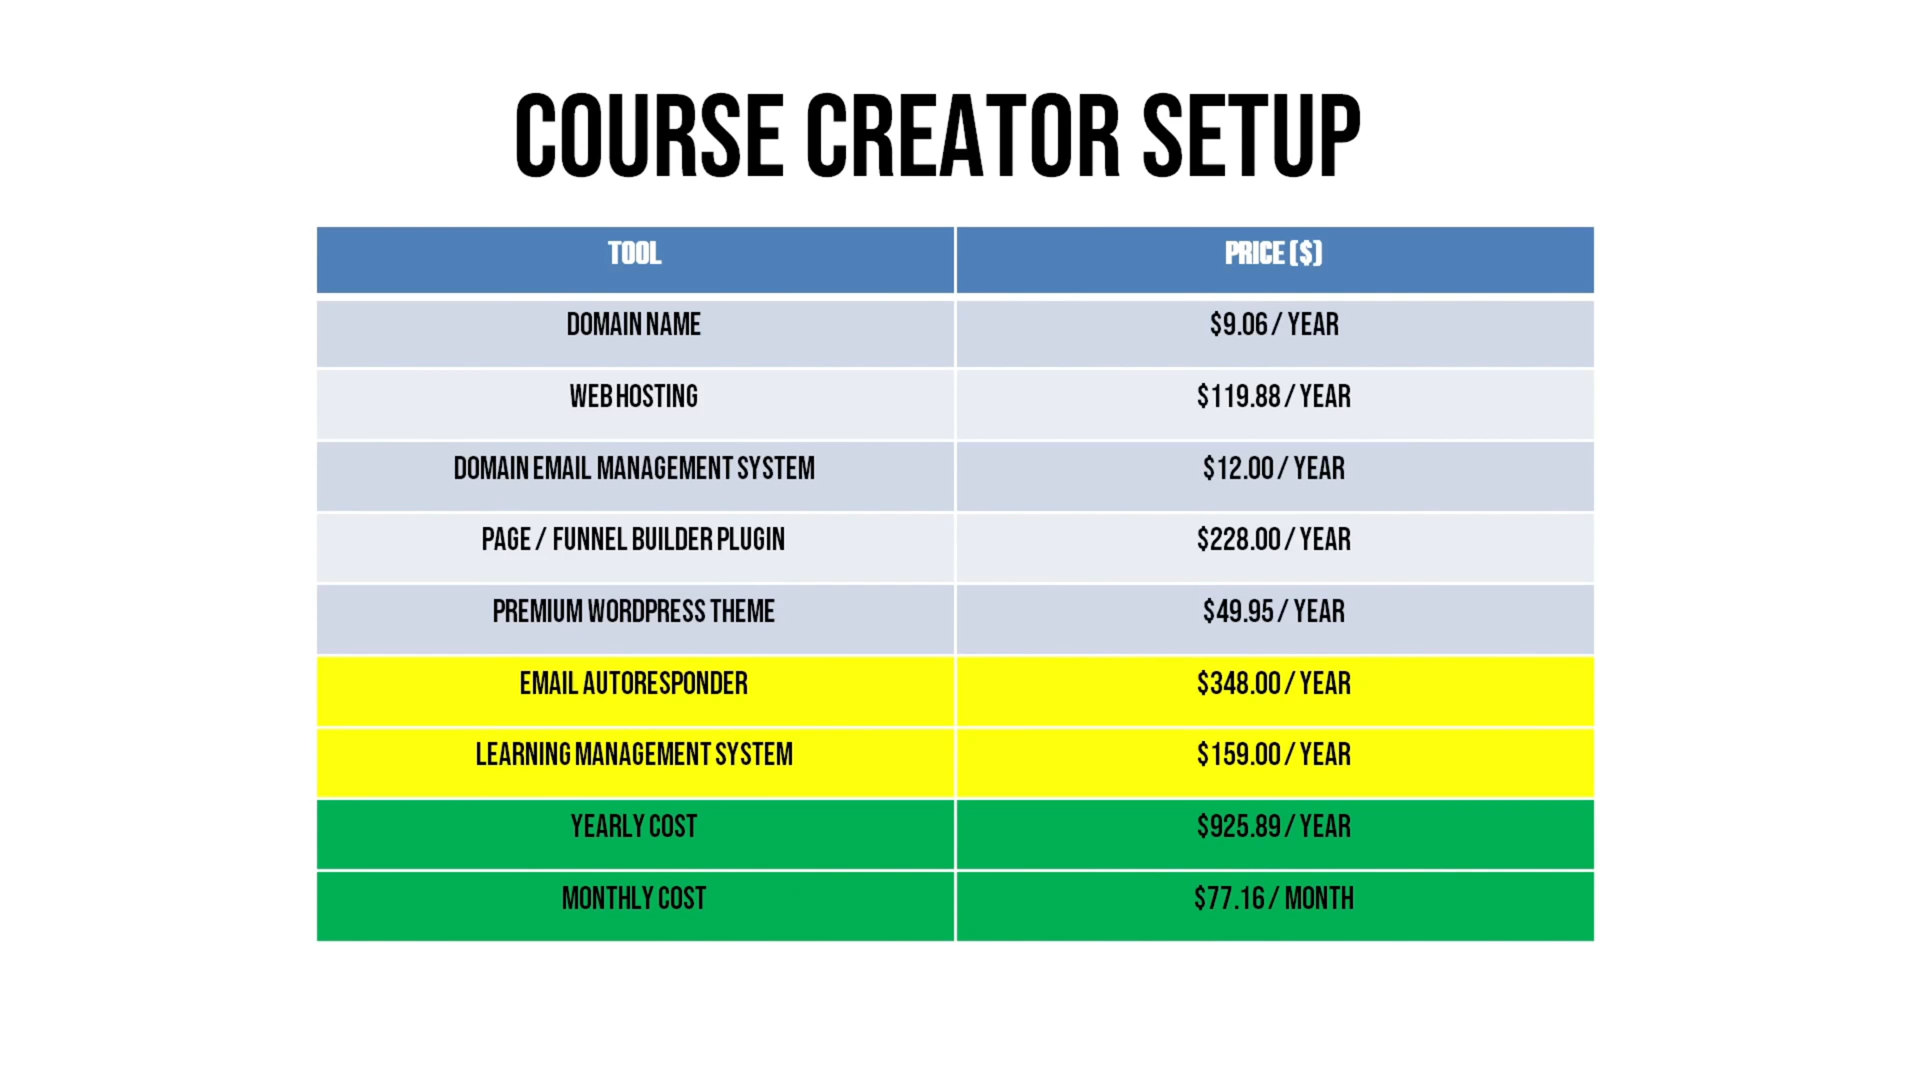 COURSE CREATOR SETUP
TOOL PRICE ($)
DOMAIN NAME $9.06 / YEAR
WEB HOSTING $119.88 / YEAR
DOMAIN EMAIL MANAGEMENT SYSTEM $12.00 / YEAR
PAGE / FUNNEL BUILDER PLUGIN $228.00 / YEAR
PREMIUM WORDPRESS THEME $49.95 / YEAR
EMAIL AUTORESPONDER $348.00 / YEAR
LEARNING MANAGEMENT SYSTEM $159.00 / YEAR
YEARLY COST $925.89 / YEAR
MONTHLY COST $77.16 / MONTH